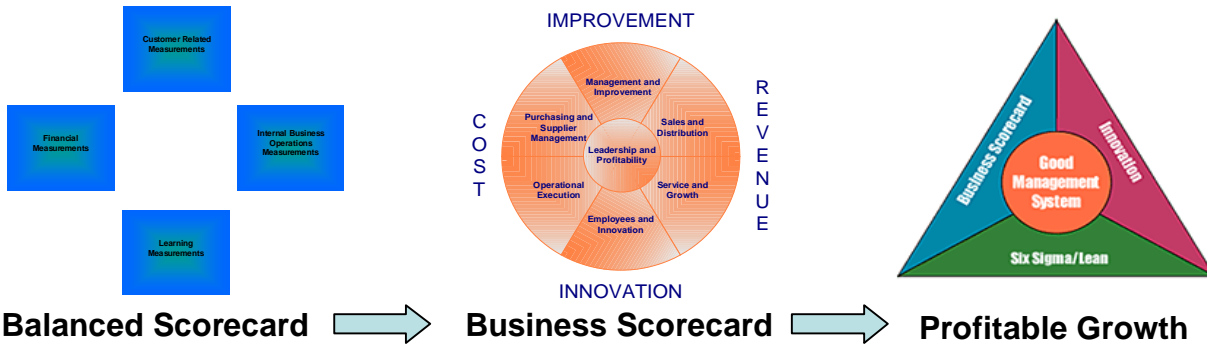 Customer Related
Measurements
Financial
Measurements
Internal Business
Operations
Measurements
Learning
Measurements
Balanced Scorecard
IMPROVEMENT
COST
REVENUE
Management and
Improvement
Purchasing and
Supplier
Management
Sales and
Distribution
Leadership and
Profitability
Operational
Execution
Service and
Growth
Employees and
Innovation
INNOVATION
Business Scorecard
Business Scorecard
Innovation
Good
Management
System
Six Sigma/Lean
Profitable Growth